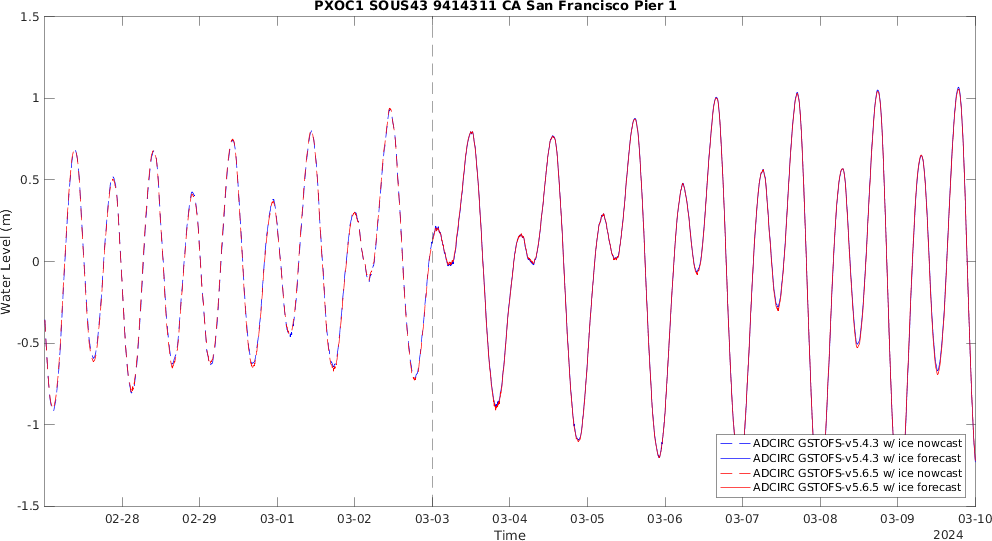 PXOC1 SOUS43 9414311 CA San Francisco Pier 1
1.5
1
0.5
0
-0.5
-1
-1.5
Water Level (m)
02-28 02-29 03-01 03-02 03-03 03-04 03-05 03-06 03-07 03-08 03-09 03-10
Time
2024
ADCIRC GSTOFS-v5.4.3 w/ ice nowcast
ADCIRC GSTOFS-v5.4.3 w/ ice forecast
ADCIRC GSTOFS-v5.6.5 w/ ice nowcast
ADCIRC GSTOFS-v5.6.5 w/ ice forecast